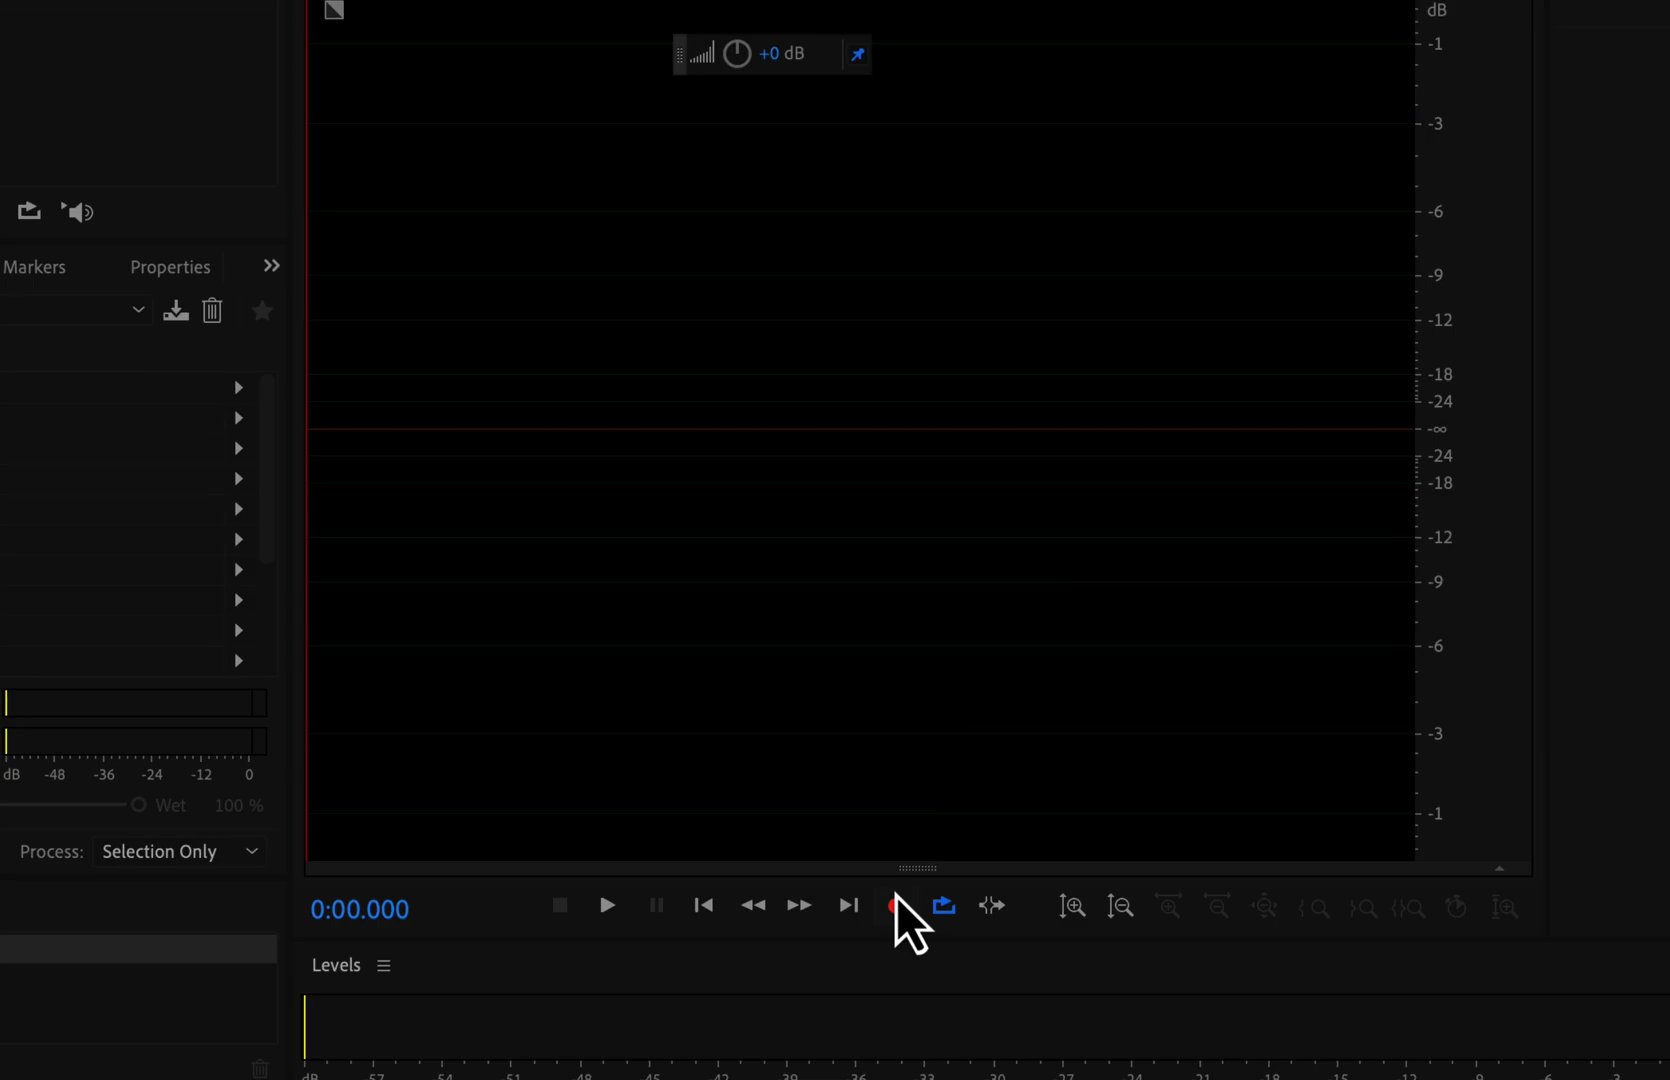 dB
+0 dB
-1
-3
-6
-9
-12
-18
-24
-∞
-24
-18
-12
-9
-6
-3
-1
Markers Properties
dB -48 -36 -24 -12 0
Wet 100 %
Process: Selection Only
0:00.000
Levels
dB -57 -54 -51 -48 -45 -42 -39 -36 -33 -30 -27 -24 -21 -18 -15 -12 -9 -6 -3